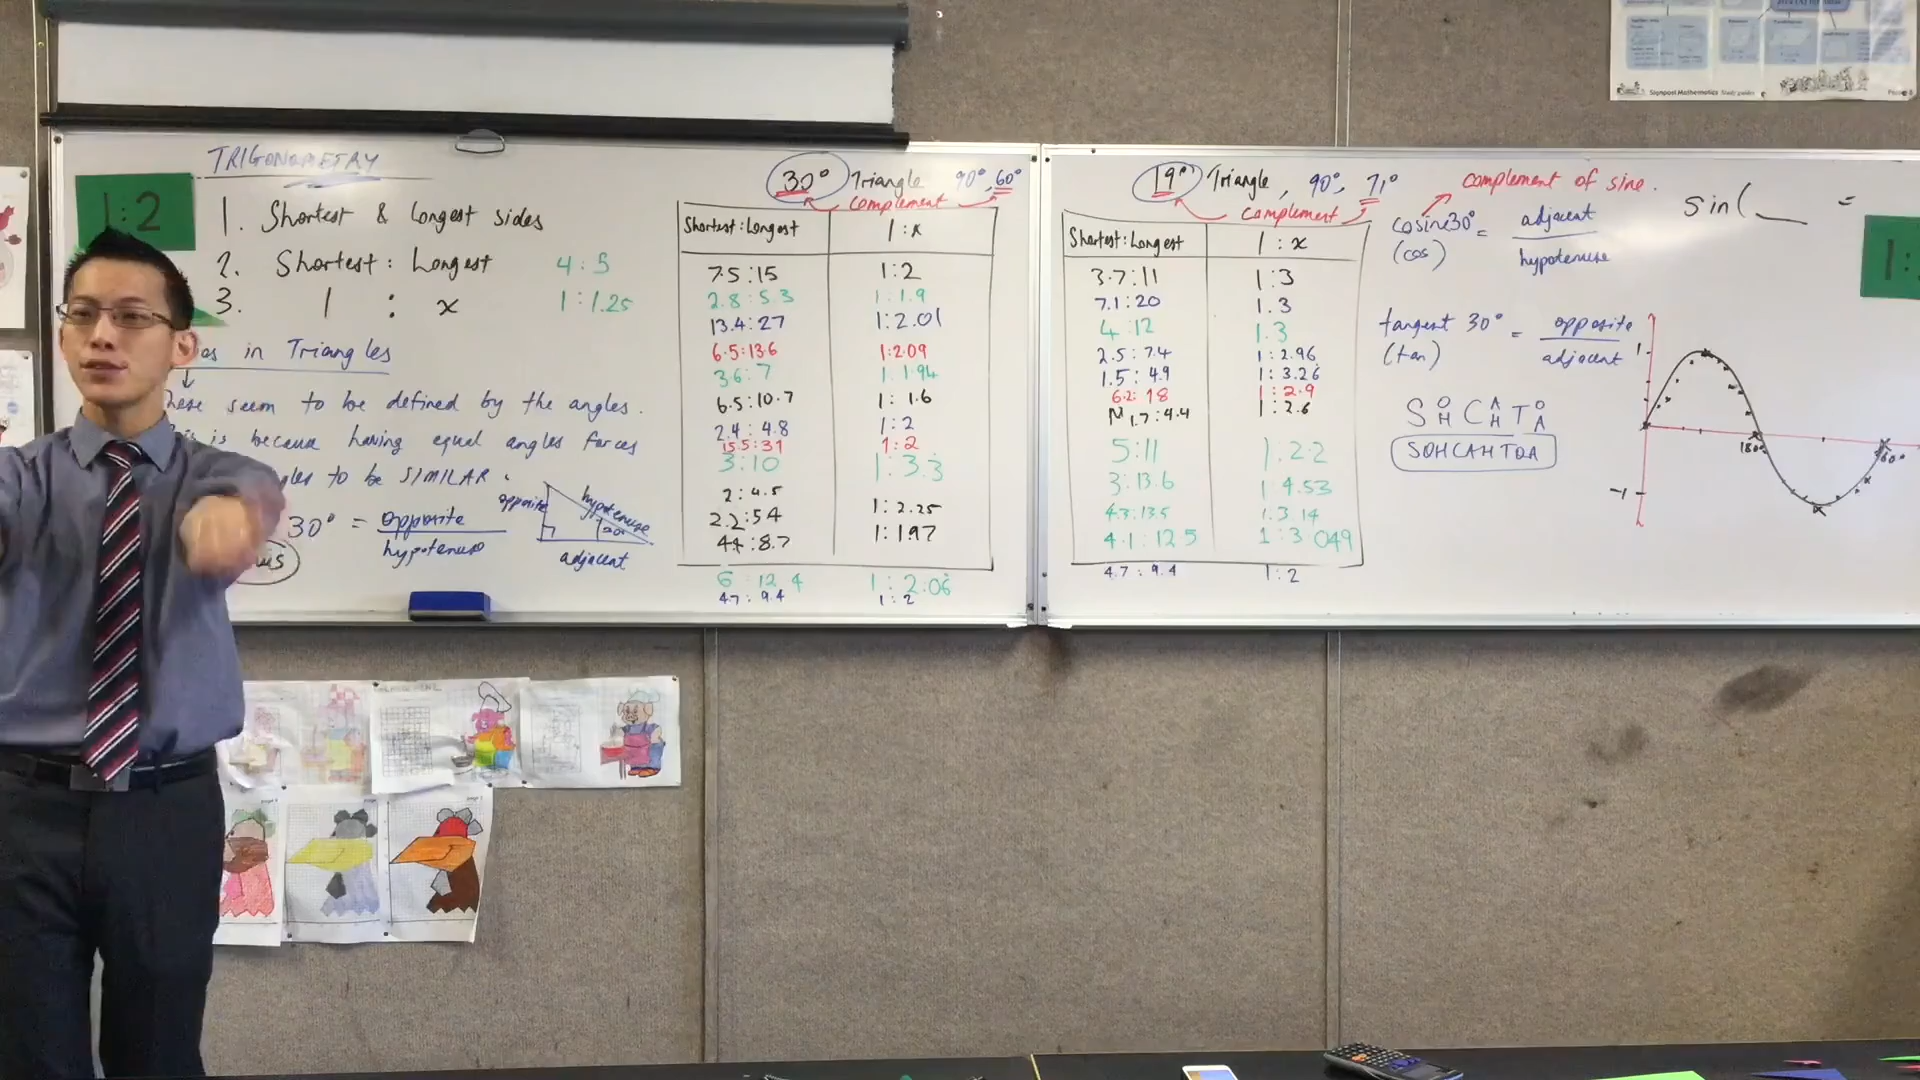 TRIGONOMETRY
1:2
1. Shortest & Longest sides
2. Shortest : Longest 4:5
3. 1 : x 1:1.25
in Triangles
seem to be defined by the angles.
is because having equal angles forces
to be SIMILAR.
30° = opposite
hypotenuse
opposite
hypotenuse
adjacent
30° Triangle 90°, 60°
complement
Shortest:Longest 1:x
7.5:15 1:2
2.8:5.3 1:1.9
13.4:27 1:2.01
6.5:13.6 1:2.09
3.6:7 1:1.94
6.5:10.7 1:1.6
2.4:4.8 1:2
15.5:31 1:2
3:10 1:3.3
2:4.5 1:2.25
2.2:54 1:1.97
:8.7
6:12.4 1:2.06
4.7:9.4 1:2
19° Triangle, 90°, 71°
complement
Shortest:Longest 1:x
3.7:11 1:3
7.1:20 1.3
4:12 1.3
2.5:7.4 1:2.96
1.5:4.9 1:3.26
6.2:18 1:2.9
1.7:4.4 1:2.6
5:11 1:2.2
3:13.6 1:4.53
4.3:13.5 1.3.14
4.1:12.5 1:3.049
4.7:9.4 1:2
complement of sine.
cosine30° = adjacent
(cos) hypotenuse
tangent 30° = opposite
(tan) adjacent
S O H C A H T O A
SOHCAHTOA
sin(__ =
1
180°
-1
Signpost Mathematics Study guides